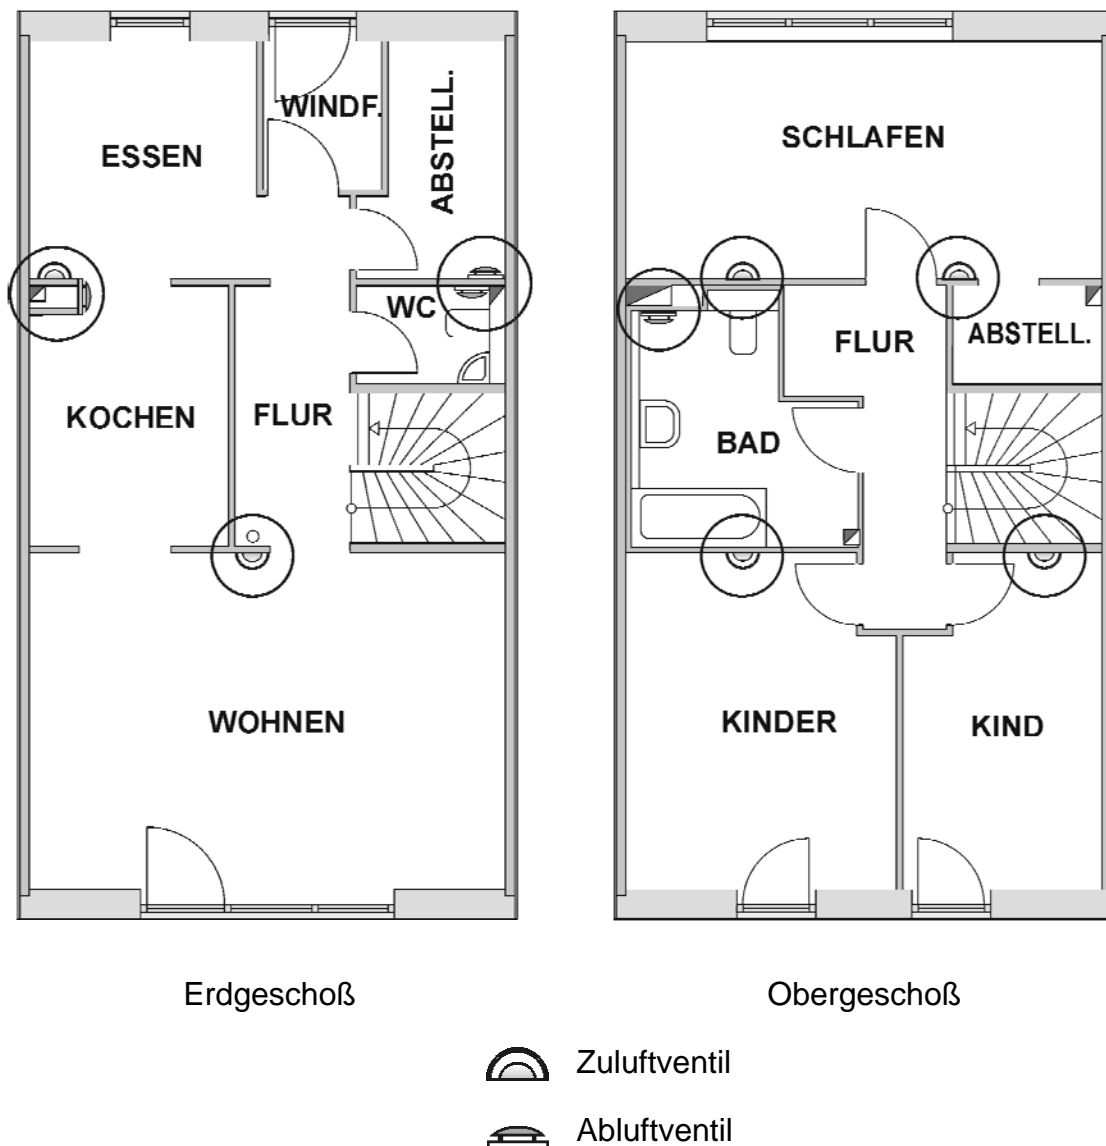 WINDF.
ESSEN
ABSTELL.
WC
KOCHEN
FLUR
WOHNEN
SCHLAFEN
FLUR
ABSTELL.
BAD
KINDER
KIND
Erdgeschoß
Obergeschoß
Zuluftventil
Abluftventil